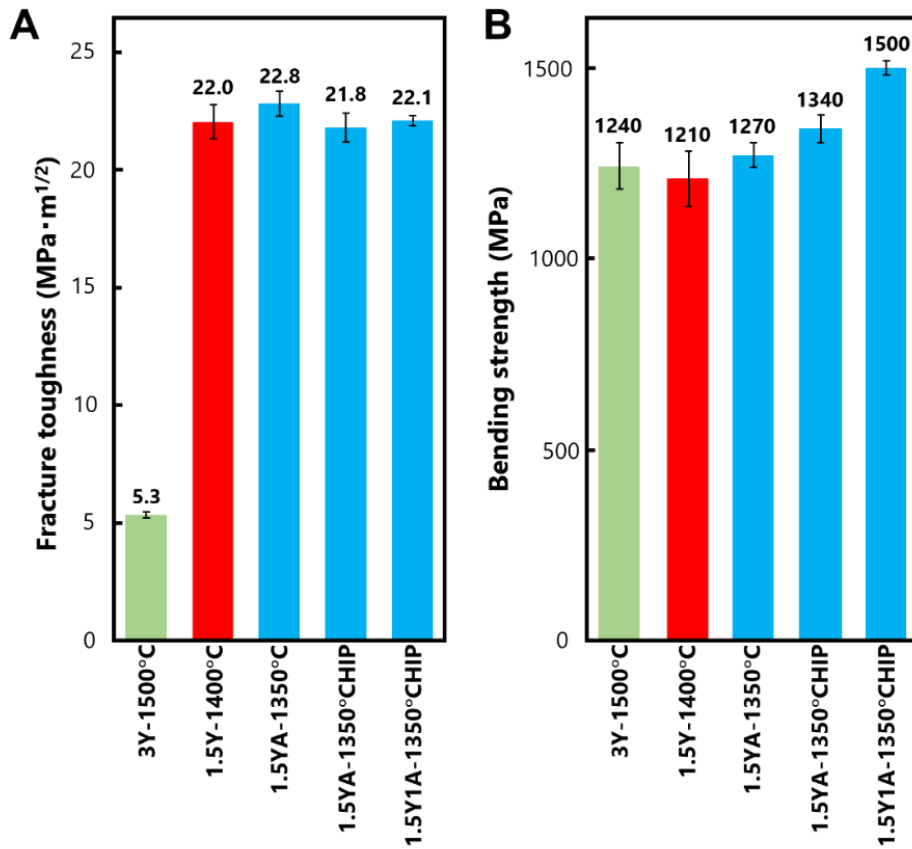 A
Fracture toughness (MPa·m1/2)
25
20
15
10
5
0
5.3
22.0
22.8
21.8
22.1
3Y-1500°C
1.5Y-1400°C
1.5YA-1350°C
1.5YA-1350°CHIP
1.5Y1A-1350°CHIP
B
Bending strength (MPa)
1500
1000
500
0
1240
1210
1270
1340
1500
3Y-1500°C
1.5Y-1400°C
1.5YA-1350°C
1.5YA-1350°CHIP
1.5Y1A-1350°CHIP